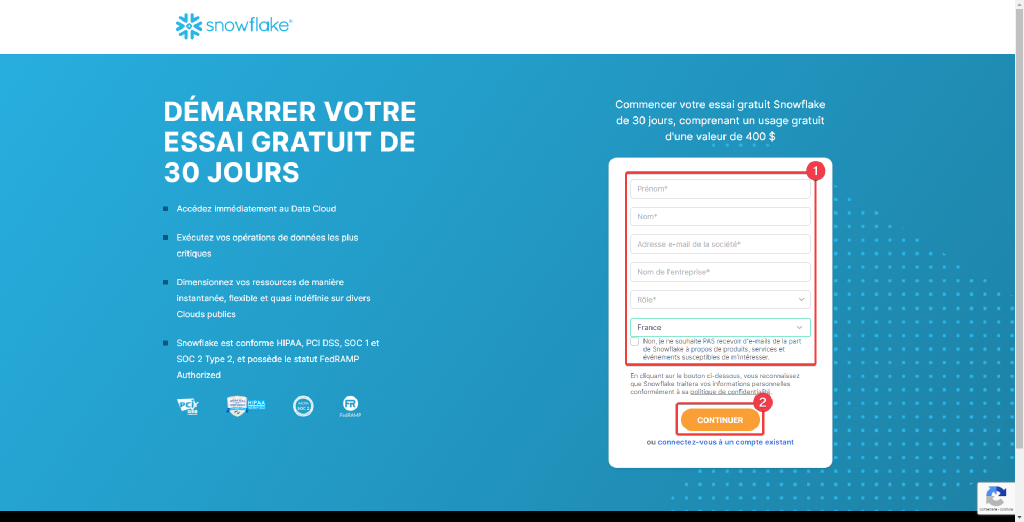 snowflake®
DÉMARRER VOTRE
ESSAI GRATUIT DE
30 JOURS
Accédez immédiatement au Data Cloud
Exécutez vos opérations de données les plus
critiques
Dimensionnez vos ressources de manière
instantanée, flexible et quasi indéfinie sur divers
Clouds publics
Snowflake est conforme HIPAA, PCI DSS, SOC 1 et
SOC 2 Type 2, et possède le statut FedRAMP
Authorized
PCI
DSS
HIPAA
SOC 2
FR
FedRAMP
Commencer votre essai gratuit Snowflake
de 30 jours, comprenant un usage gratuit
d'une valeur de 400 $
1
Prénom*
Nom*
Adresse e-mail de la société*
Nom de l'entreprise*
Rôle*
France
Non, je ne souhaite PAS recevoir d'e-mails de la part
de Snowflake à propos de produits, services et
événements susceptibles de m'intéresser.
En cliquant sur le bouton ci-dessous, vous reconnaissez
que Snowflake traitera vos informations personnelles
conformément à sa politique de confidentialité.
2
CONTINUER
ou connectez-vous à un compte existant